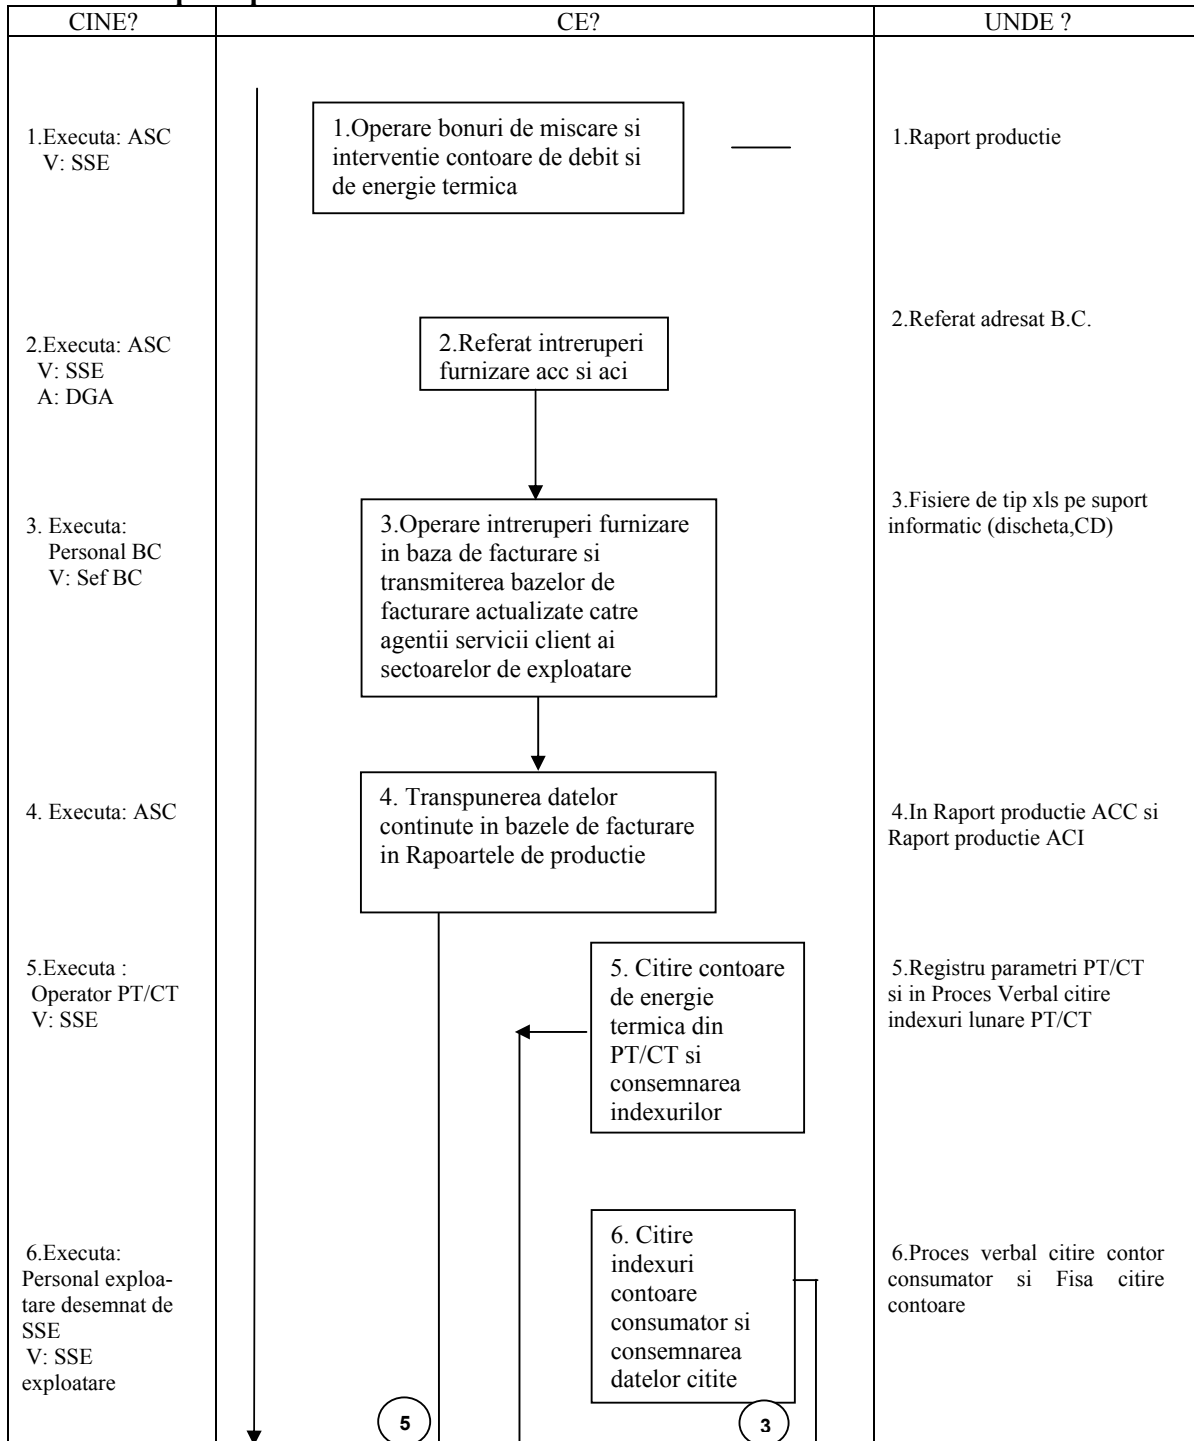 CINE?
CE?
UNDE ?
1.Executa: ASC
V: SSE
1.Operare bonuri de miscare si
interventie contoare de debit si
de energie termica
1.Raport productie
2.Executa: ASC
V: SSE
A: DGA
2.Referat intreruperi
furnizare acc si aci
2.Referat adresat B.C.
3. Executa:
Personal BC
V: Sef BC
3.Operare intreruperi furnizare
in baza de facturare si
transmiterea bazelor de
facturare actualizate catre
agentii servicii client ai
sectoarelor de exploatare
3.Fisiere de tip xls pe suport
informatic (discheta,CD)
4. Executa: ASC
4. Transpunerea datelor
continute in bazele de facturare
in Rapoartele de productie
4.In Raport productie ACC si
Raport productie ACI
5.Executa :
Operator PT/CT
V: SSE
5. Citire contoare
de energie
termica din
PT/CT si
consemnarea
indexurilor
5.Registru parametri PT/CT
si in Proces Verbal citire
indexuri lunare PT/CT
6.Executa:
Personal exploa-
tare desemnat de
SSE
V: SSE
exploatare
6. Citire
indexuri
contoare
consumator si
consemnarea
datelor citite
6.Proces verbal citire contor
consumator si Fisa citire
contoare
5
3